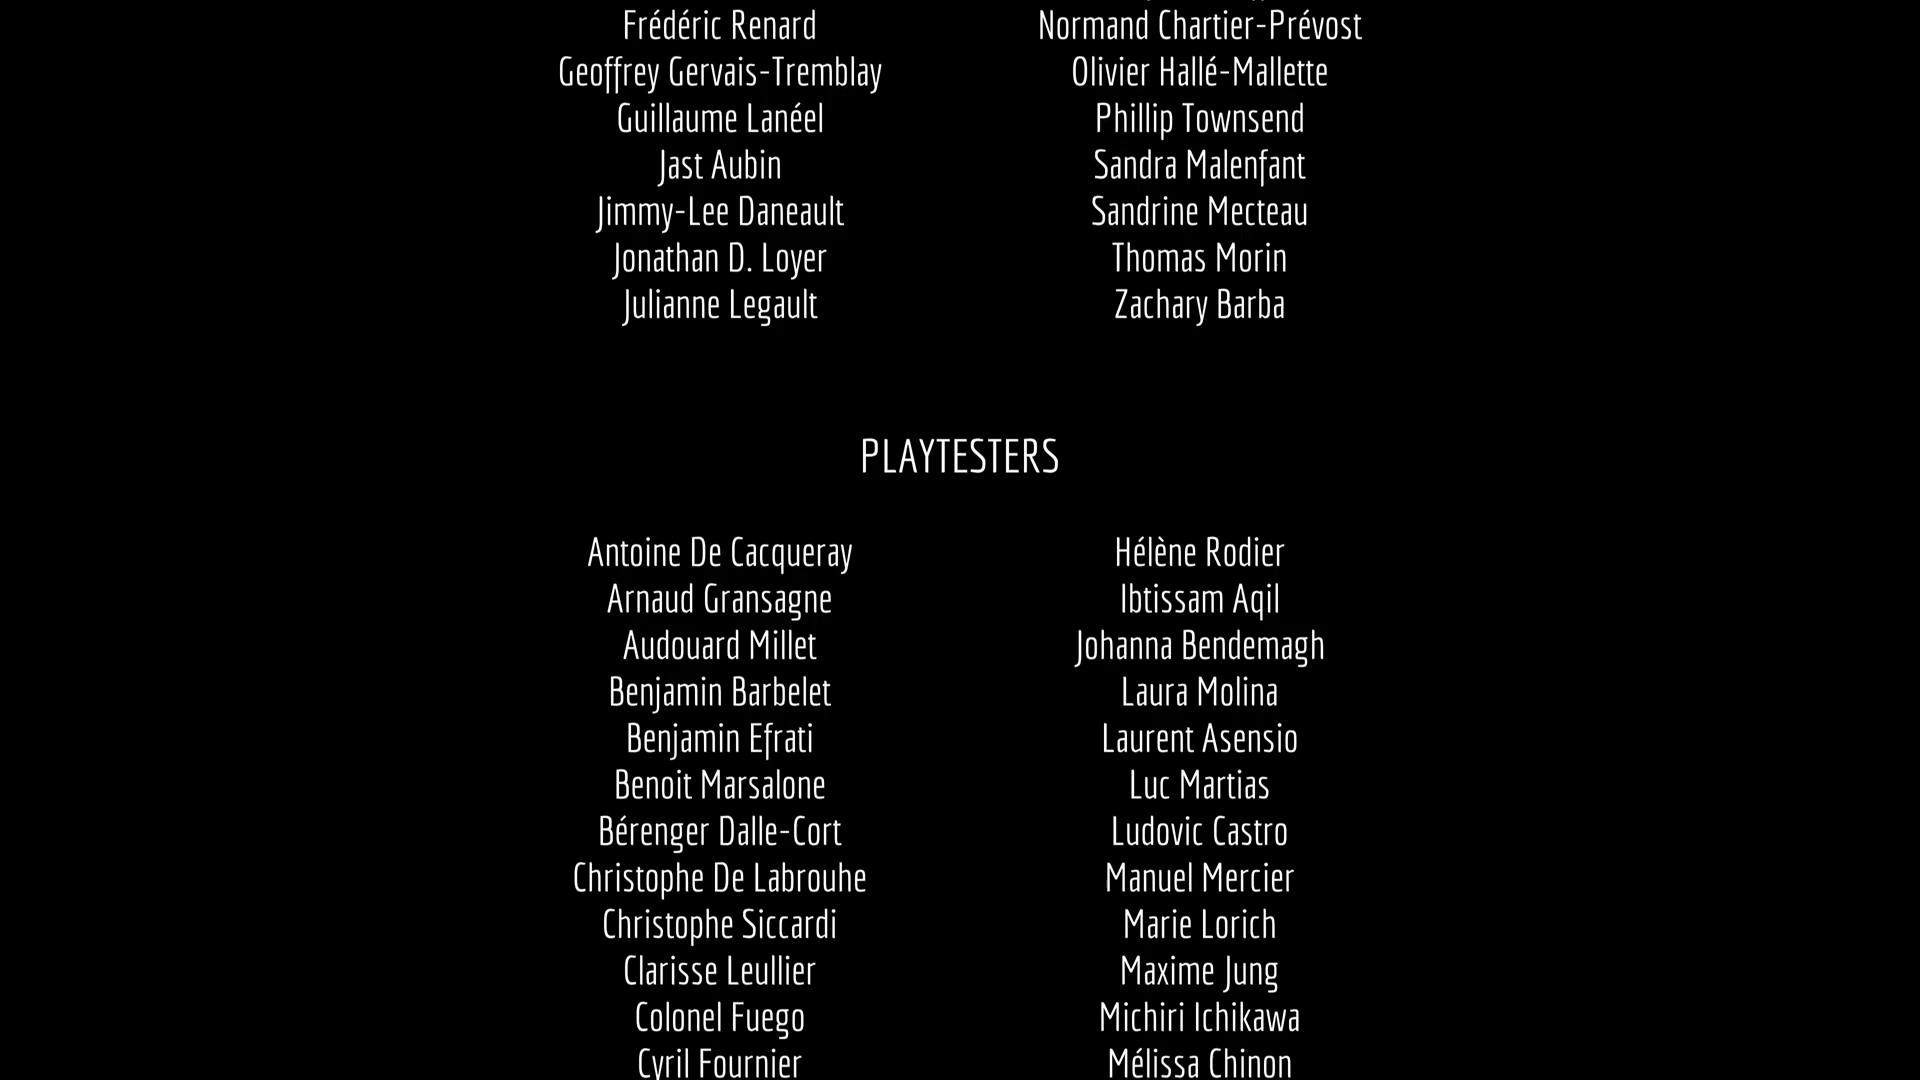 Frédéric Renard
Geoffrey Gervais-Tremblay
Guillaume Lanéel
Jast Aubin
Jimmy-Lee Daneault
Jonathan D. Loyer
Julianne Legault
Normand Chartier-Prévost
Olivier Hallé-Mallette
Phillip Townsend
Sandra Malenfant
Sandrine Mecteau
Thomas Morin
Zachary Barba
PLAYTESTERS
Antoine De Cacqueray
Arnaud Gransagne
Audouard Millet
Benjamin Barbelet
Benjamin Efrati
Benoit Marsalone
Bérenger Dalle-Cort
Christophe De Labrouhe
Christophe Siccardi
Clarisse Leullier
Colonel Fuego
Cyril Fournier
Hélène Rodier
Ibtissam Aqil
Johanna Bendemagh
Laura Molina
Laurent Asensio
Luc Martias
Ludovic Castro
Manuel Mercier
Marie Lorich
Maxime Jung
Michiri Ichikawa
Mélissa Chinon